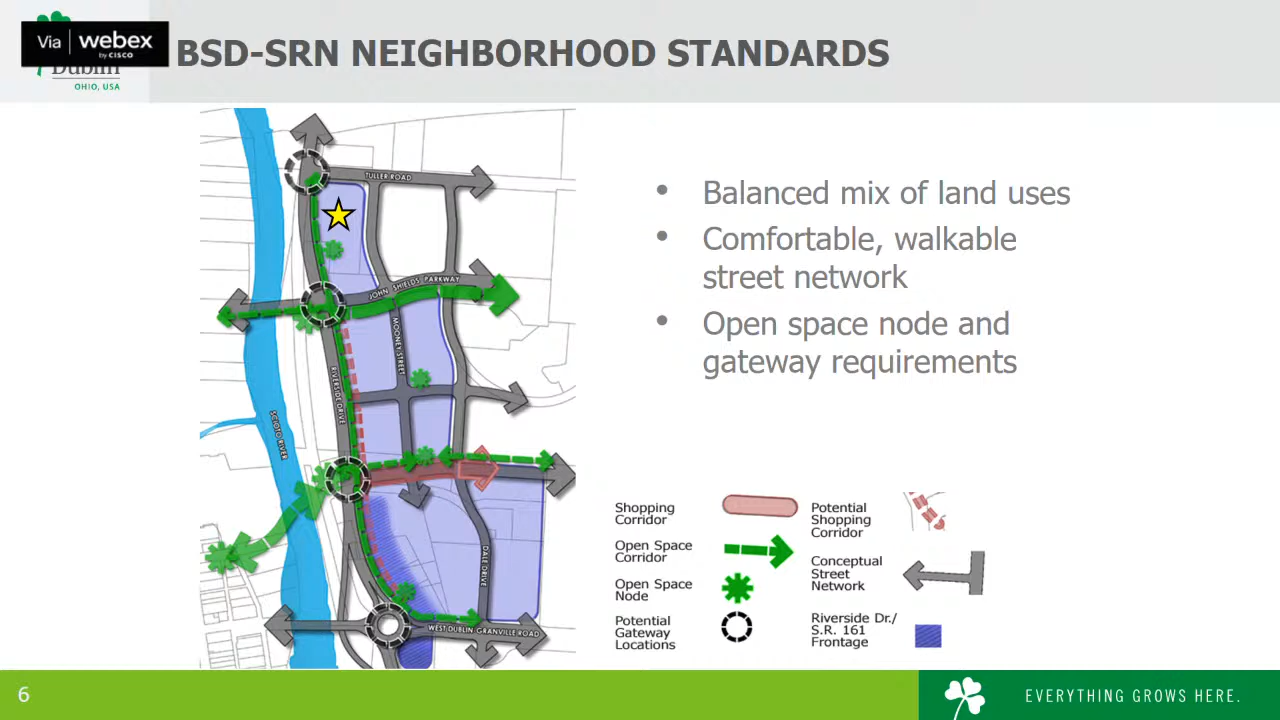 Via webex
by CISCO
Dublin
OHIO, USA
BSD-SRN NEIGHBORHOOD STANDARDS
TULLER ROAD
JOHN SHIELDS PARKWAY
MOONEY STREET
RIVERSIDE DRIVE
SCIOTO RIVER
DALE DRIVE
WEST DUBLIN GRANVILLE ROAD
• Balanced mix of land uses
• Comfortable, walkable
street network
• Open space node and
gateway requirements
Shopping
Corridor
Open Space
Corridor
Open Space
Node
Potential
Gateway
Locations
Potential
Shopping
Corridor
Conceptual
Street
Network
Riverside Dr./
S.R. 161
Frontage
6
EVERYTHING GROWS HERE.